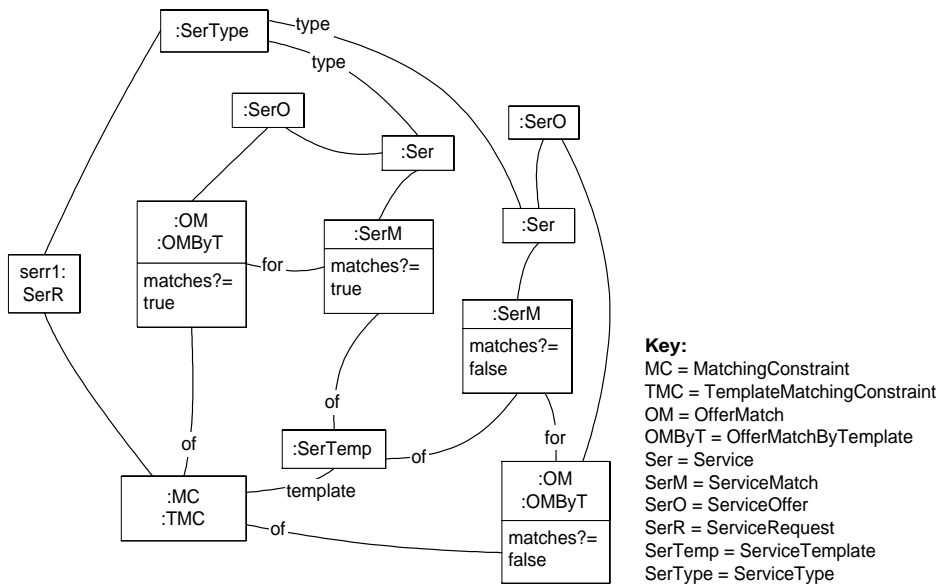 :SerType
type
type
:SerO
:SerO
:Ser
:OM
:OMByT
matches?=
true
for
:SerM
matches?=
true
:Ser
serr1:
SerR
:SerM
matches?=
false
of
of
:SerTemp
of
for
template
:MC
:TMC
of
:OM
:OMByT
matches?=
false
Key:
MC = MatchingConstraint
TMC = TemplateMatchingConstraint
OM = OfferMatch
OMByT = OfferMatchByTemplate
Ser = Service
SerM = ServiceMatch
SerO = ServiceOffer
SerR = ServiceRequest
SerTemp = ServiceTemplate
SerType = ServiceType